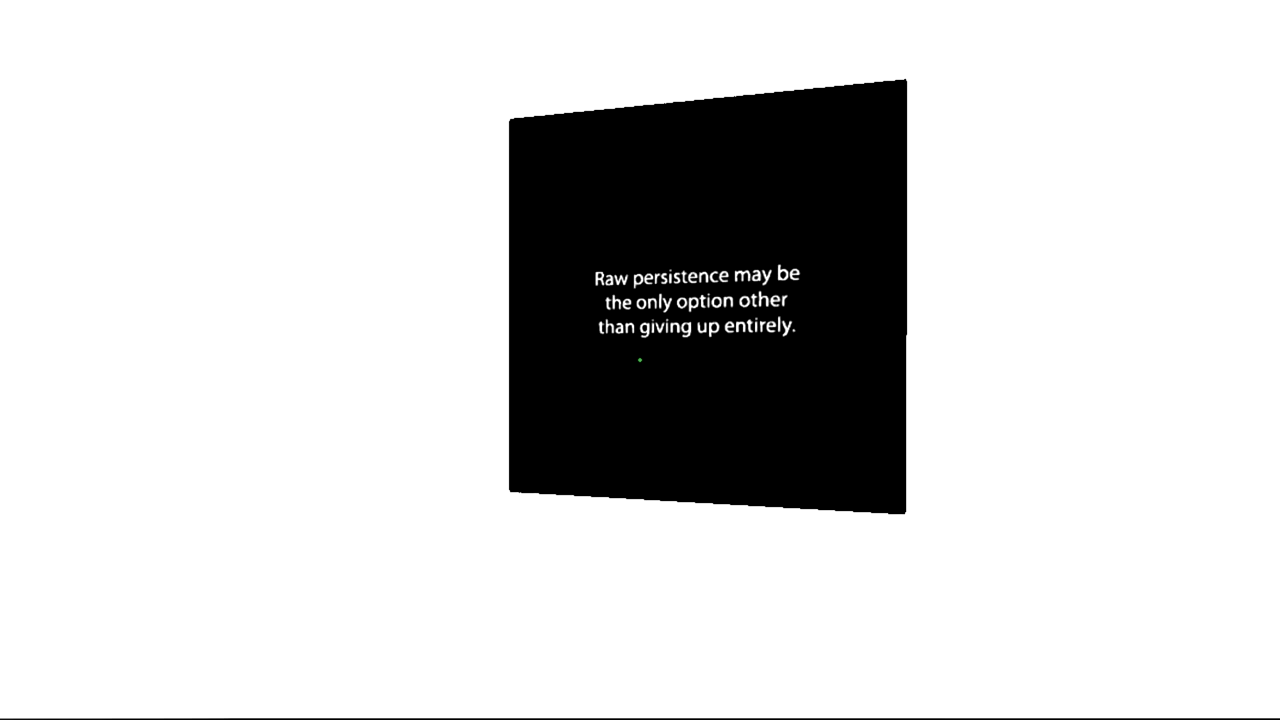 Raw persistence may be
the only option other
than giving up entirely.